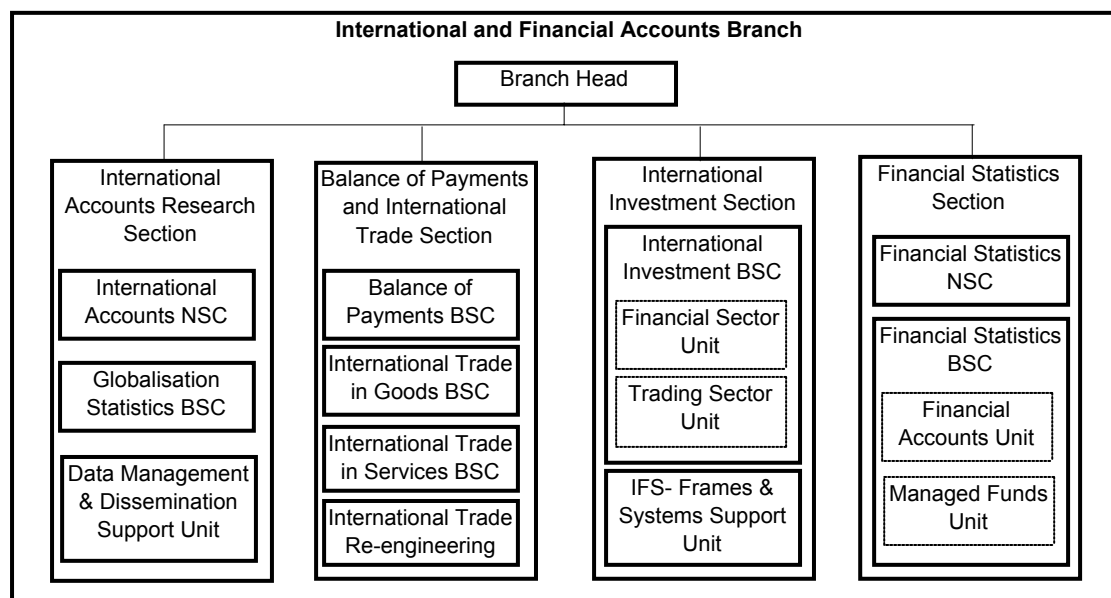 International and Financial Accounts Branch
Branch Head
International
Accounts Research
Section
International
Accounts NSC
Globalisation
Statistics BSC
Data Management
& Dissemination
Support Unit
Balance of Payments
and International
Trade Section
Balance of
Payments BSC
International Trade
in Goods BSC
International Trade
in Services BSC
International Trade
Re-engineering
International
Investment Section
International
Investment BSC
Financial Sector
Unit
Trading Sector
Unit
IFS- Frames &
Systems Support
Unit
Financial Statistics
Section
Financial Statistics
NSC
Financial Statistics
BSC
Financial
Accounts Unit
Managed Funds
Unit